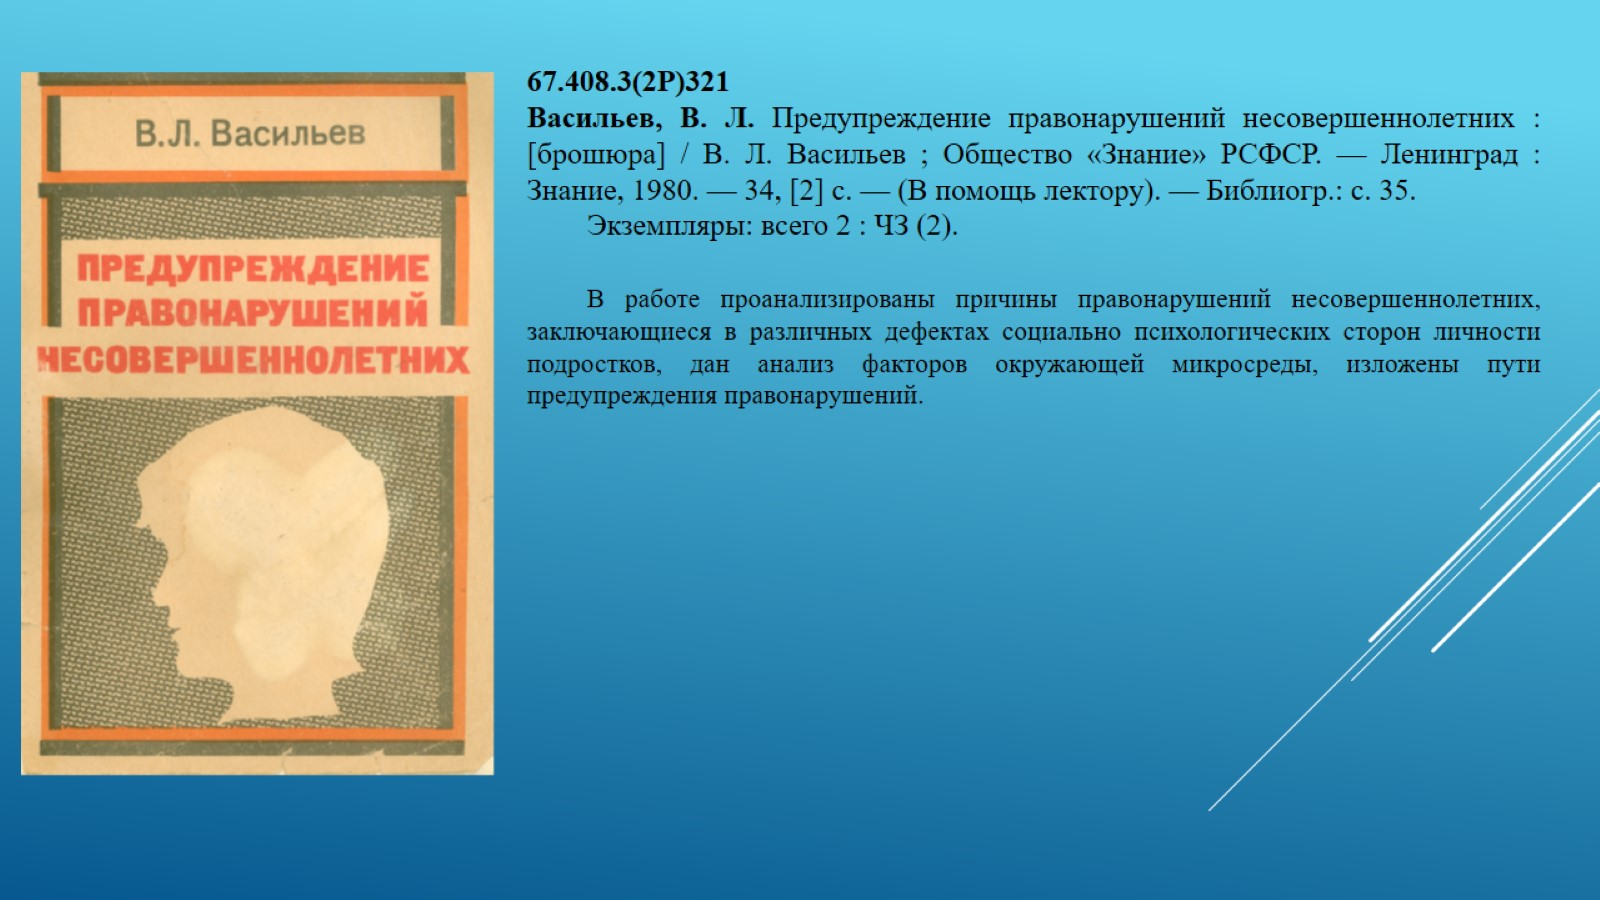 В.Л. Васильев
ПРЕДУПРЕЖДЕНИЕ
ПРАВОНАРУШЕНИЙ
НЕСОВЕРШЕННОЛЕТНИХ
67.408.3(2Р)321
Васильев, В. Л. Предупреждение правонарушений несовершеннолетних :
[брошюра] / В. Л. Васильев ; Общество «Знание» РСФСР. — Ленинград :
Знание, 1980. — 34, [2] с. — (В помощь лектору). — Библиогр.: с. 35.
Экземпляры: всего 2 : ЧЗ (2).
В работе проанализированы причины правонарушений несовершеннолетних,
заключающиеся в различных дефектах социально психологических сторон личности
подростков, дан анализ факторов окружающей микросреды, изложены пути
предупреждения правонарушений.